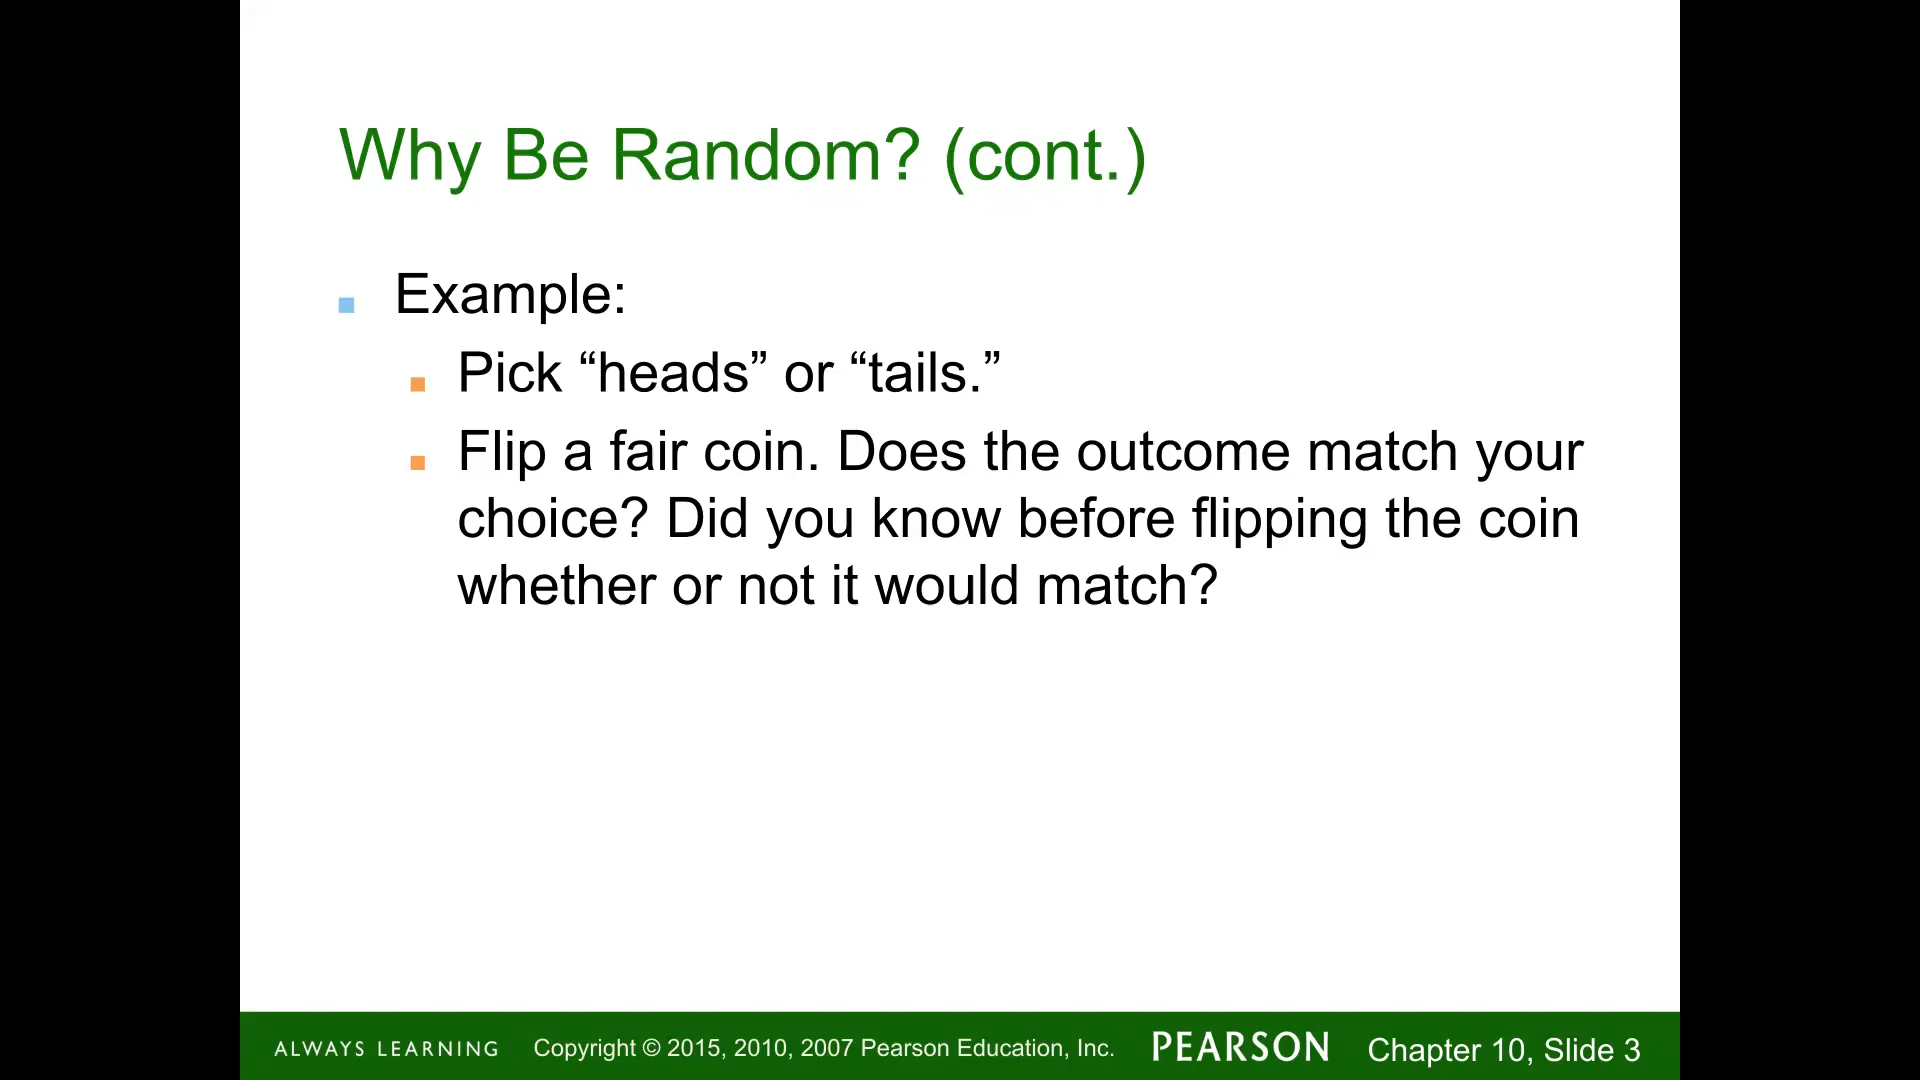 Why Be Random? (cont.)
Example:
Pick “heads” or “tails.”
Flip a fair coin. Does the outcome match your
choice? Did you know before flipping the coin
whether or not it would match?
ALWAYS LEARNING Copyright © 2015, 2010, 2007 Pearson Education, Inc. PEARSON Chapter 10, Slide 3